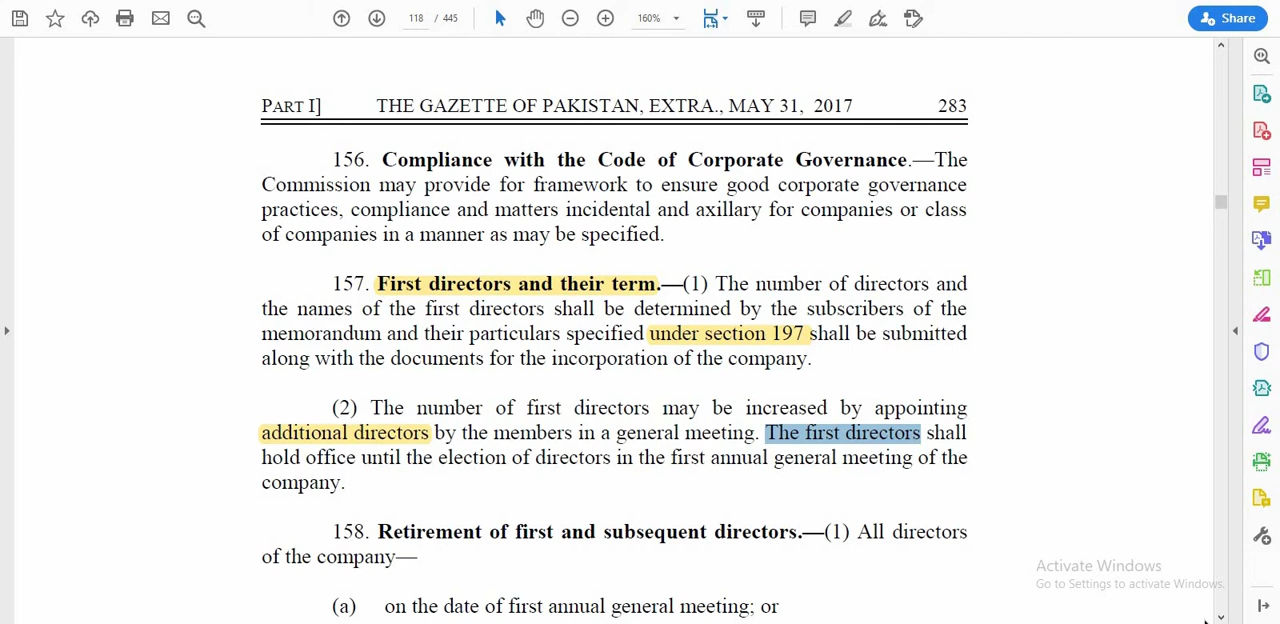 118 / 445 160% Share
PART I] THE GAZETTE OF PAKISTAN, EXTRA., MAY 31, 2017 283
156. Compliance with the Code of Corporate Governance.—The
Commission may provide for framework to ensure good corporate governance
practices, compliance and matters incidental and axillary for companies or class
of companies in a manner as may be specified.
157. First directors and their term.—(1) The number of directors and
the names of the first directors shall be determined by the subscribers of the
memorandum and their particulars specified under section 197 shall be submitted
along with the documents for the incorporation of the company.
(2) The number of first directors may be increased by appointing
additional directors by the members in a general meeting. The first directors shall
hold office until the election of directors in the first annual general meeting of the
company.
158. Retirement of first and subsequent directors.—(1) All directors
of the company—
(a) on the date of first annual general meeting; or
Activate Windows
Go to Settings to activate Windows.